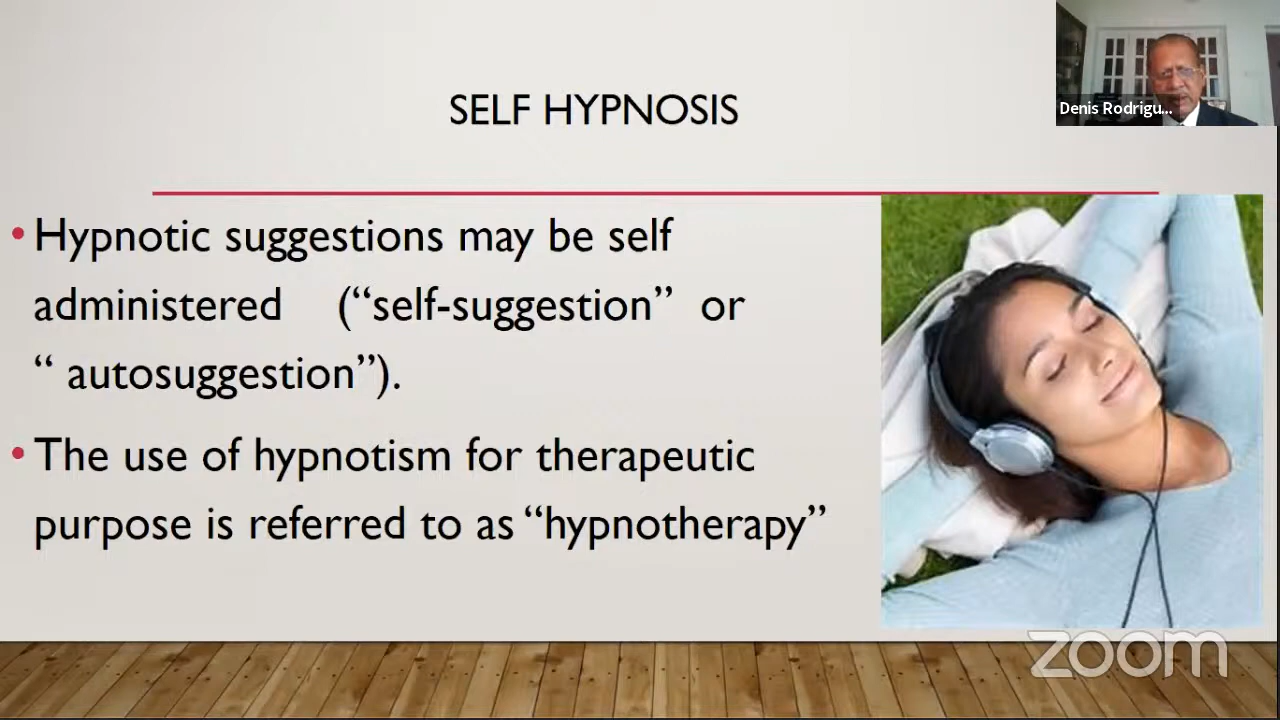 SELF HYPNOSIS
Denis Rodrigu...
• Hypnotic suggestions may be self
administered (“self-suggestion” or
“ autosuggestion”).
• The use of hypnotism for therapeutic
purpose is referred to as “hypnotherapy”
zoom